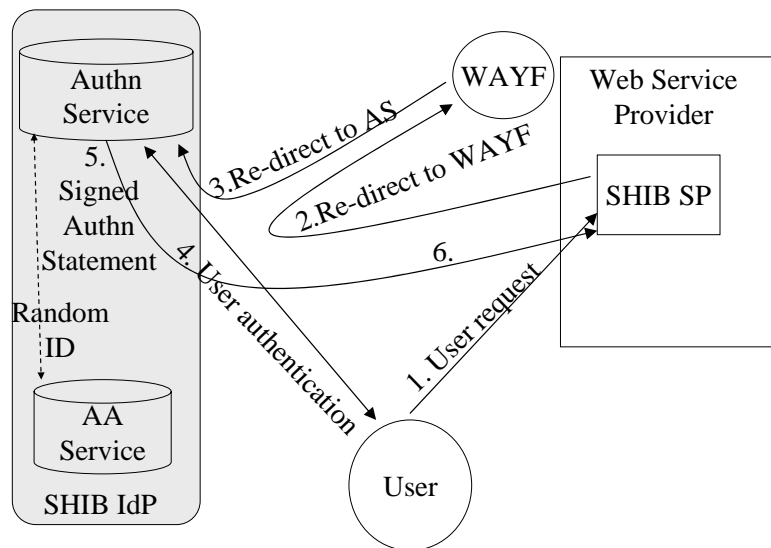 Authn
Service
WAYF
Web Service
Provider
3.Re-direct to AS
2.Re-direct to WAYF
SHIB SP
5.
Signed
Authn
Statement
4. User authentication
6.
1. User request
Random
ID
AA
Service
SHIB IdP
User